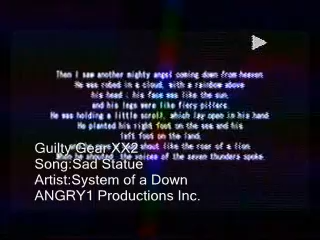 Then I saw another mighty angel coming down from heaven.
He was robed in a cloud, with a rainbow above
his head ; his face was like the sun,
and his legs were like fiery pillars.
He was holding a little scroll, which lay open in his hand.
He planted his right foot on the sea and his
left foot on the land,
shout like the roar of a lion.
When he shouted, the voices of the seven thunders spoke.
Guilty Gear XX2
Song:Sad Statue
Artist:System of a Down
ANGRY1 Productions Inc.